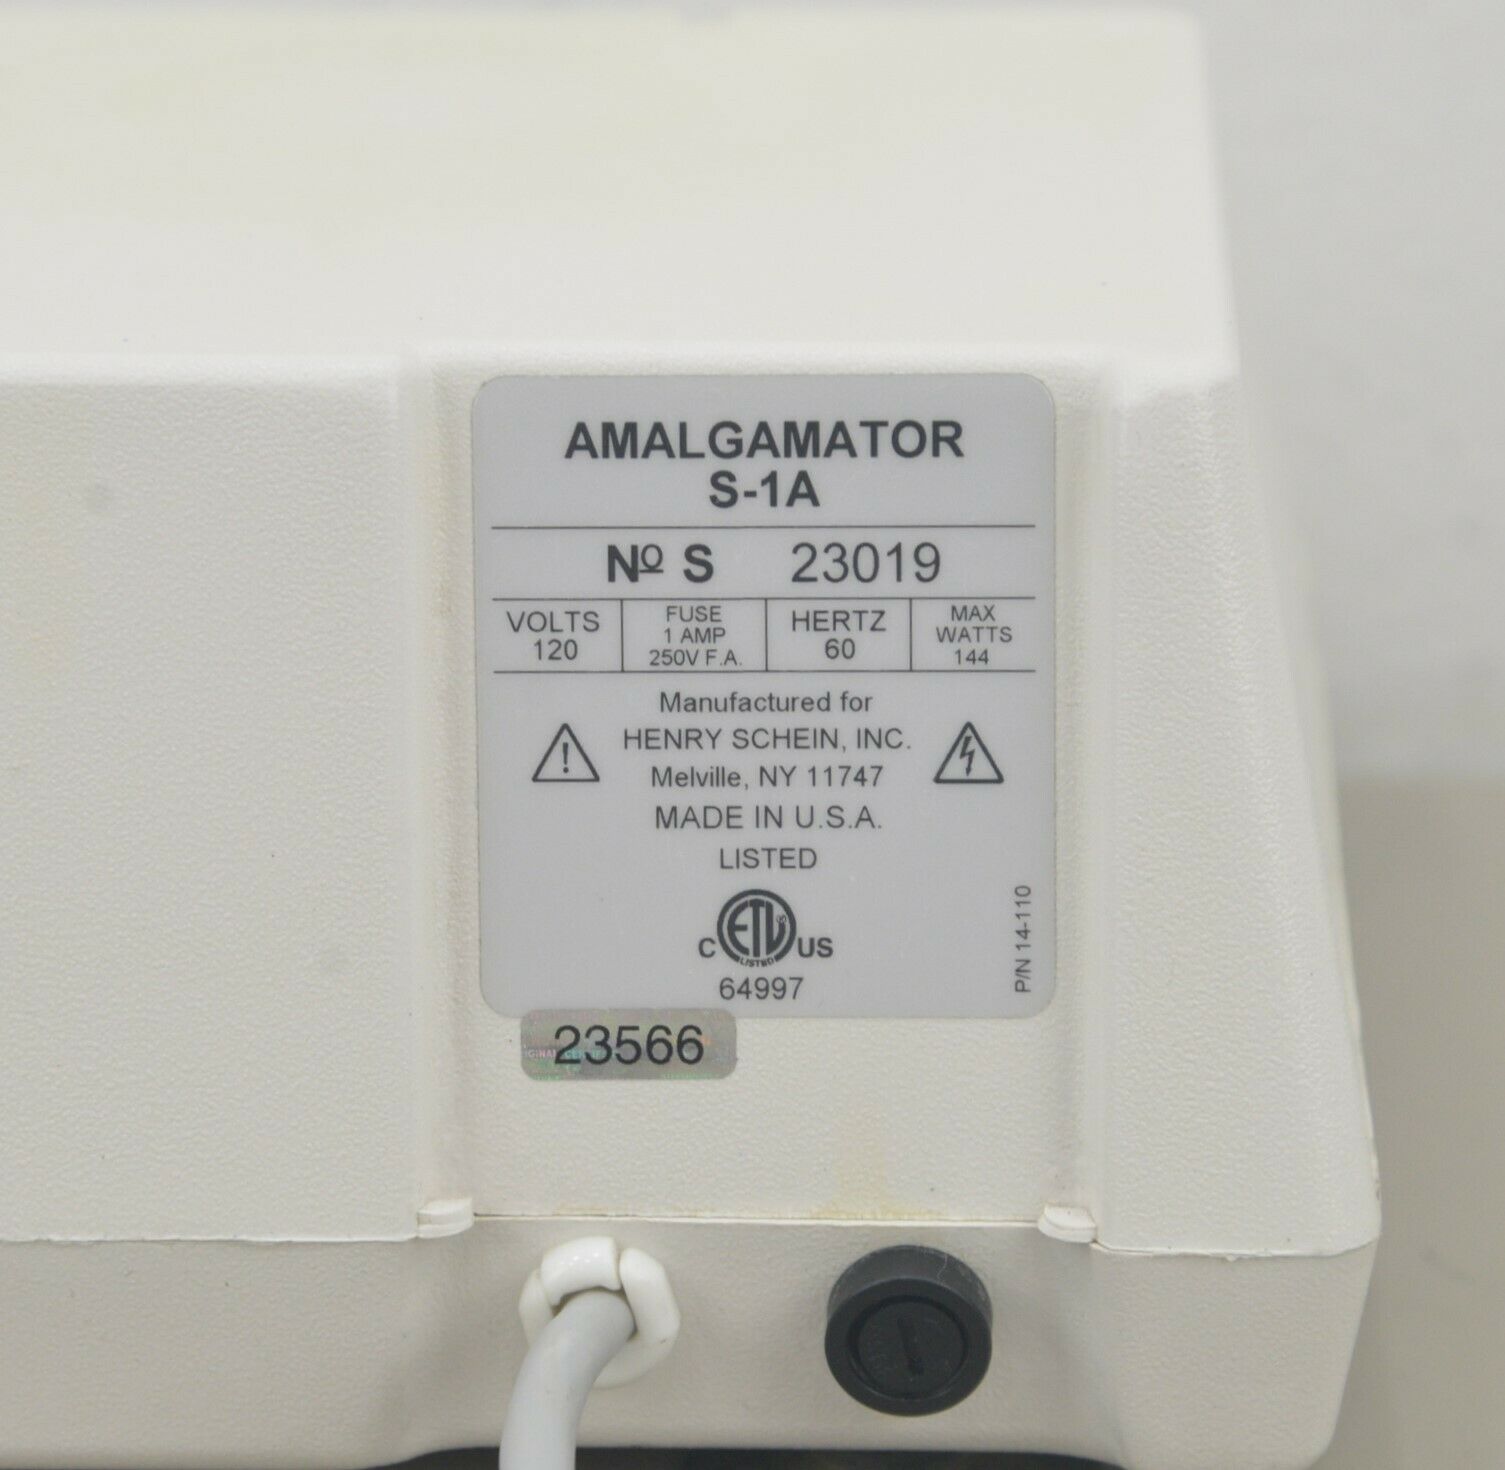 AMALGAMATOR
S-1A
Nº S 23019
VOLTS
120
FUSE
1 AMP
250V F.A.
HERTZ
60
MAX
WATTS
144
Manufactured for
HENRY SCHEIN, INC.
Melville, NY 11747
MADE IN U.S.A.
LISTED
C ETL US
LISTED
64997
P/N 14-110
23566